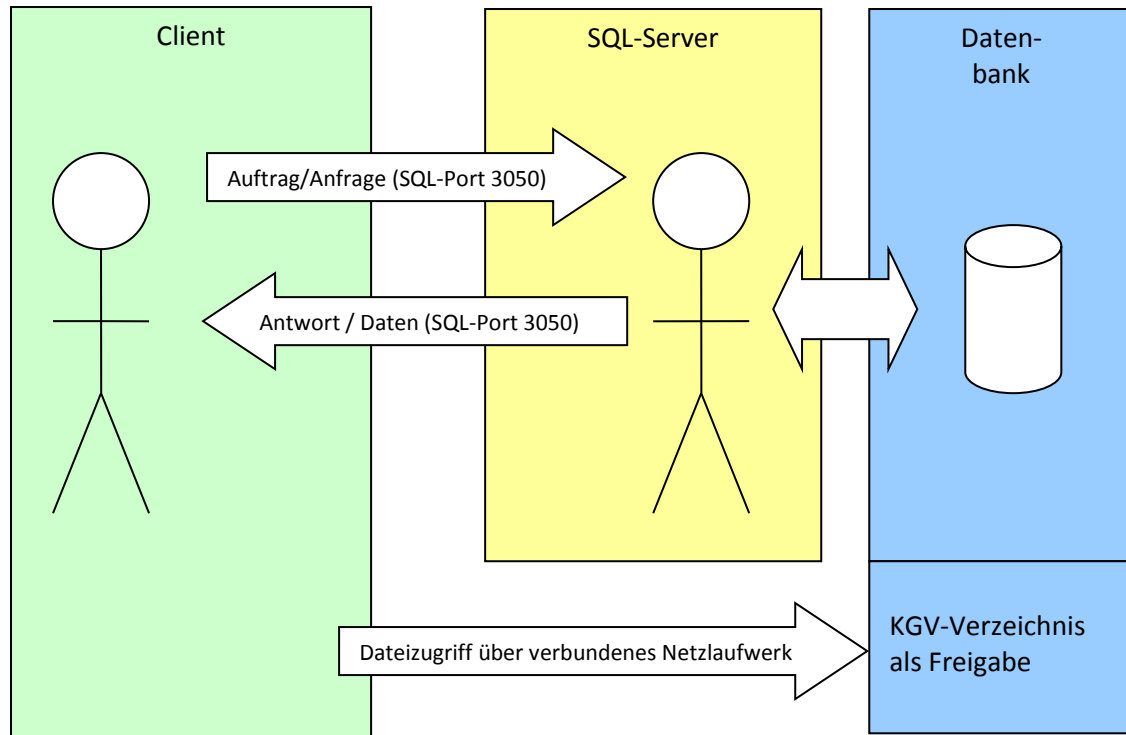 Client
SQL-Server
Daten-
bank
Auftrag/Anfrage (SQL-Port 3050)
Antwort / Daten (SQL-Port 3050)
Dateizugriff über verbundenes Netzlaufwerk
KGV-Verzeichnis
als Freigabe